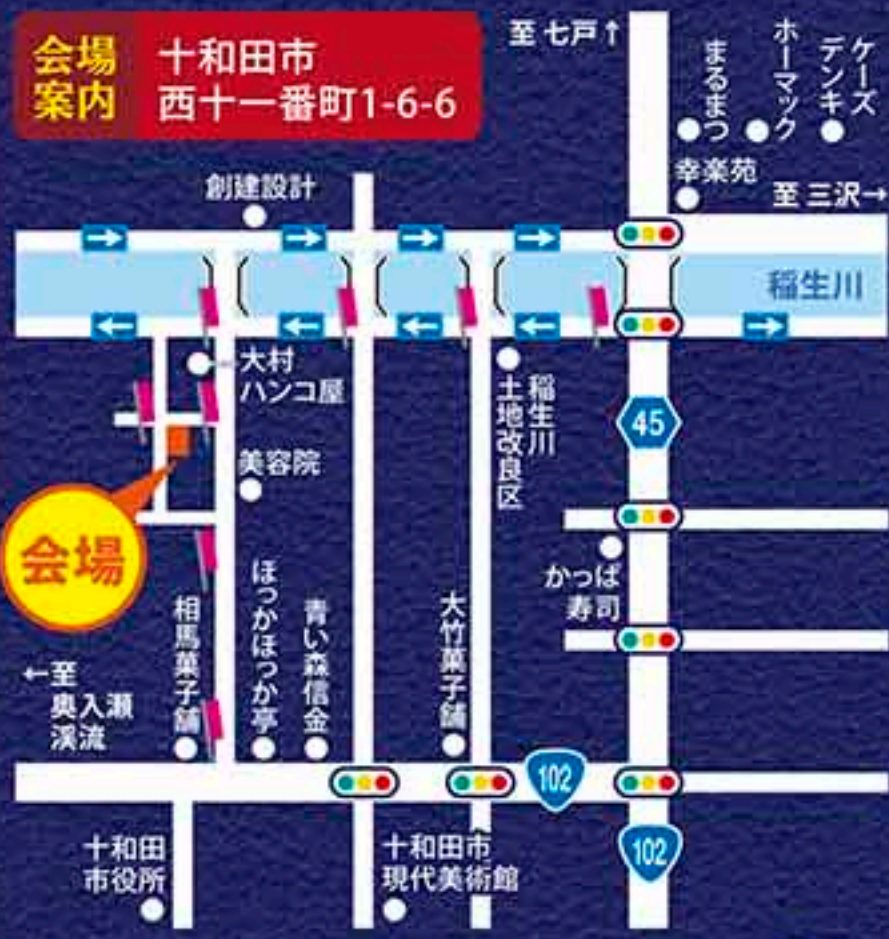 会場
案内
十和田市
西十一番町1-6-6
至 七戸↑
まるまつ
ホーマック
ケーズ
デンキ
幸楽苑
至 三沢→
創建設計
稲生川
大村
ハンコ屋
稲生川
土地改良区
45
美容院
会場
かっぱ
寿司
相馬菓子舗
ほっかほっか亭
青い森信金
大竹菓子舗
←至
奥入瀬
渓流
102
102
十和田
市役所
十和田市
現代美術館